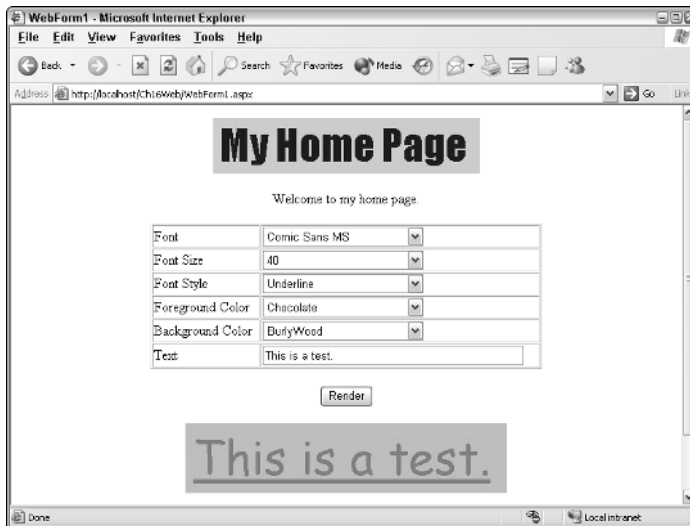 WebForm1 - Microsoft Internet Explorer
File Edit View Favorites Tools Help
Back Search Favorites Media
Address http://localhost/Ch16Web/WebForm1.aspx Go Link
My Home Page
Welcome to my home page.
Font Comic Sans MS
Font Size 40
Font Style Underline
Foreground Color Chocolate
Background Color BurlyWood
Text This is a test.
Render
This is a test.
Done Local intranet